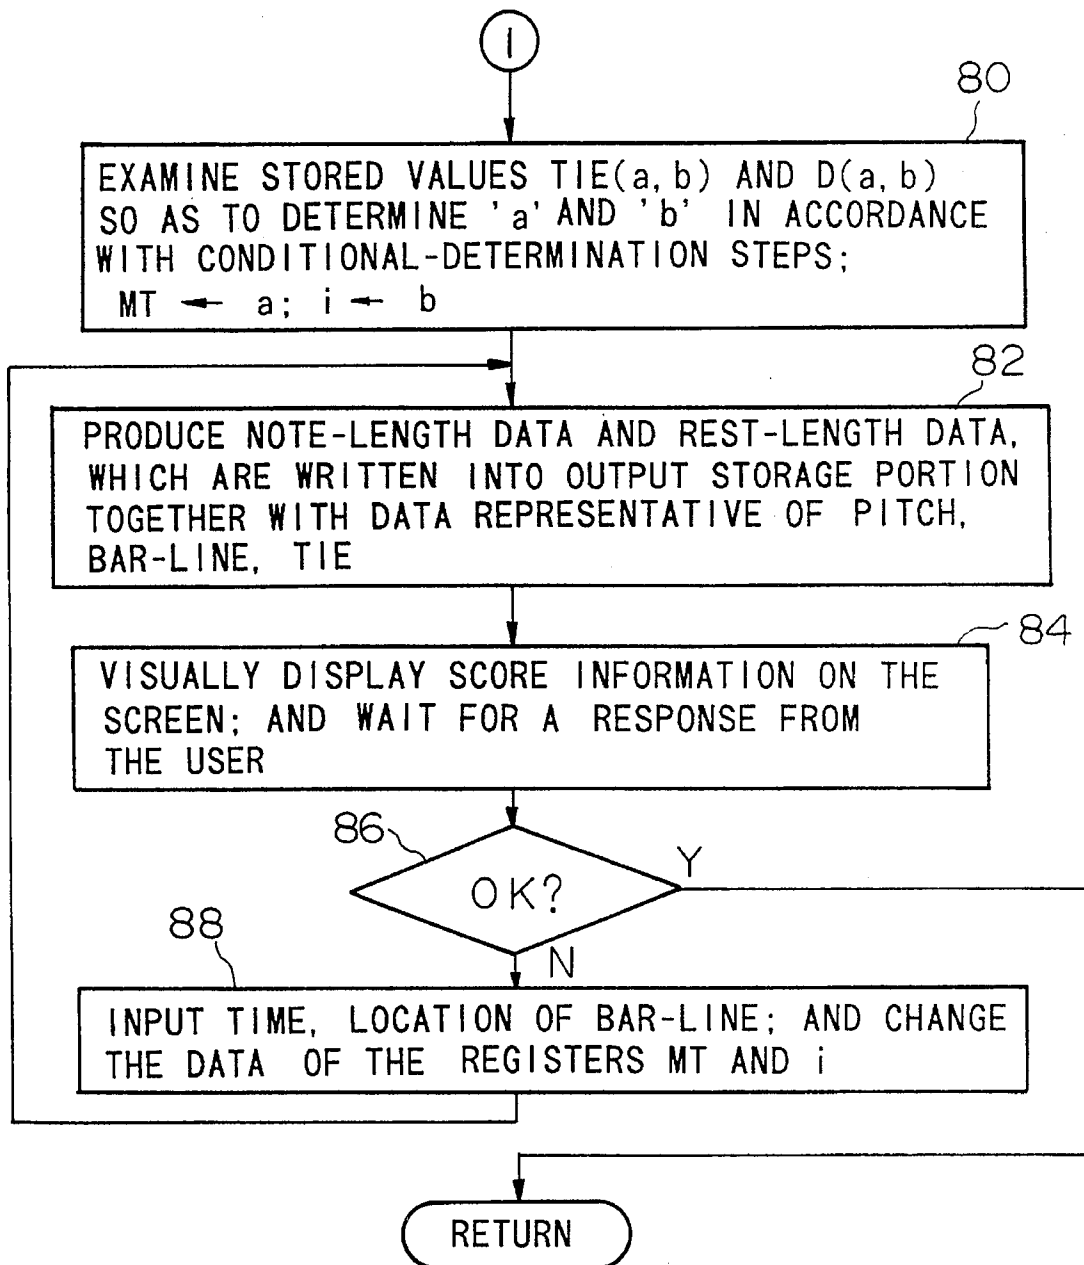 1
80
EXAMINE STORED VALUES TIE(a,b) AND D(a,b)
SO AS TO DETERMINE 'a' AND 'b' IN ACCORDANCE
WITH CONDITIONAL-DETERMINATION STEPS;
MT ← a; i ← b
82
PRODUCE NOTE-LENGTH DATA AND REST-LENGTH DATA,
WHICH ARE WRITTEN INTO OUTPUT STORAGE PORTION
TOGETHER WITH DATA REPRESENTATIVE OF PITCH,
BAR-LINE, TIE
84
VISUALLY DISPLAY SCORE INFORMATION ON THE
SCREEN; AND WAIT FOR A RESPONSE FROM
THE USER
86
OK?
Y
N
88
INPUT TIME, LOCATION OF BAR-LINE; AND CHANGE
THE DATA OF THE REGISTERS MT AND i
RETURN